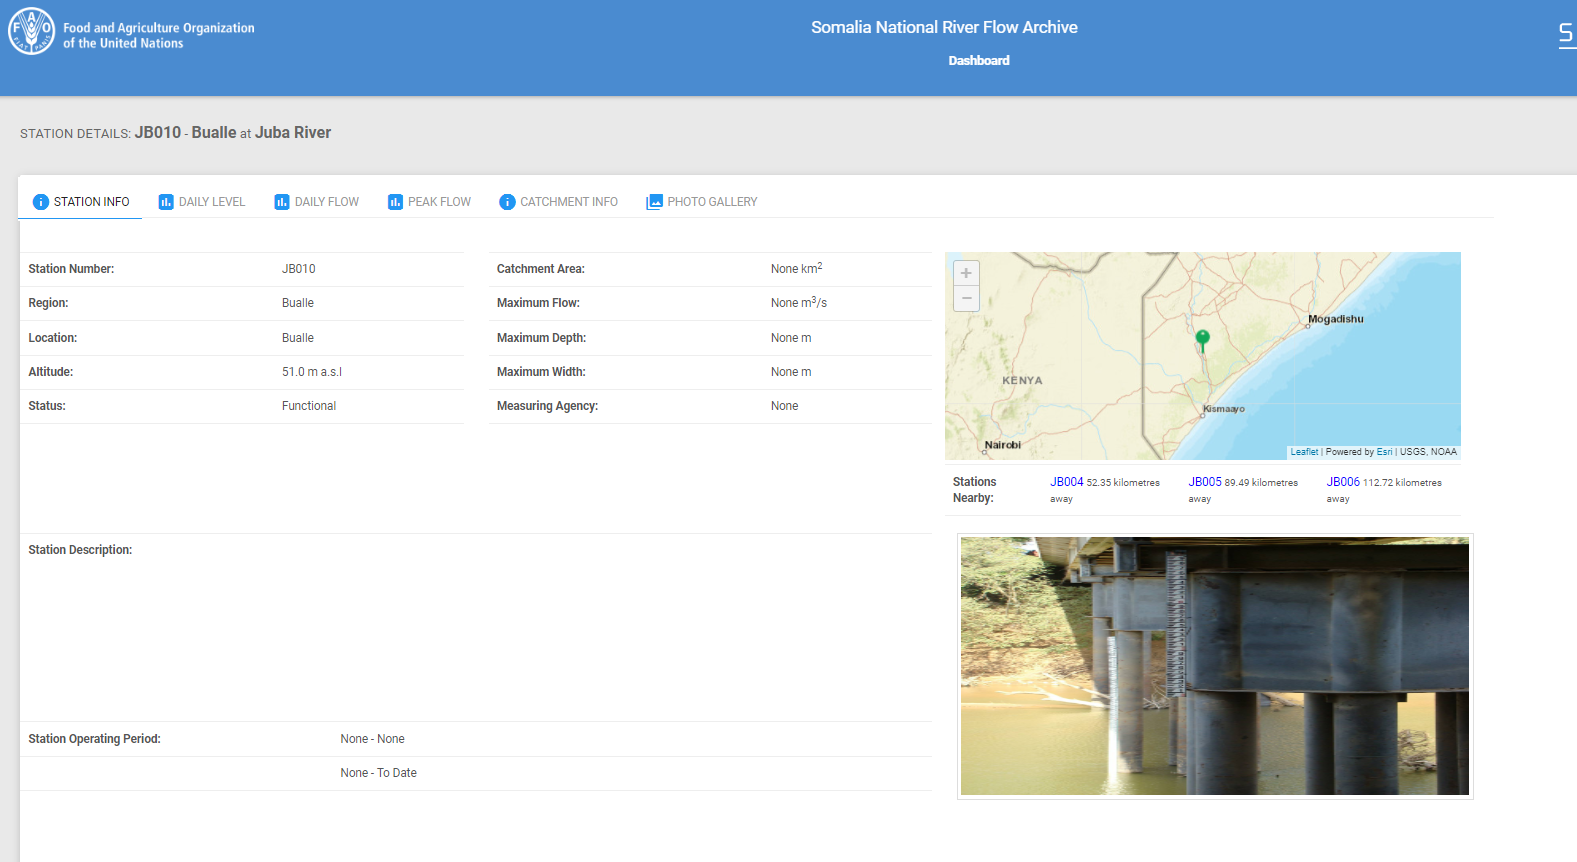 Food and Agriculture Organization
of the United Nations
FAO
FIAT PANIS
Somalia National River Flow Archive
Dashboard
S
STATION DETAILS: JB010 - Bualle at Juba River
STATION INFO DAILY LEVEL DAILY FLOW PEAK FLOW CATCHMENT INFO PHOTO GALLERY
Station Number: JB010
Region: Bualle
Location: Bualle
Altitude: 51.0 m a.s.l
Status: Functional
Catchment Area: None km²
Maximum Flow: None m³/s
Maximum Depth: None m
Maximum Width: None m
Measuring Agency: None
+
−
Mogadishu
KENYA
Kismaayo
Nairobi
Leaflet | Powered by Esri | USGS, NOAA
Stations Nearby:
JB004 52.35 kilometres away
JB005 89.49 kilometres away
JB006 112.72 kilometres away
Station Description:
Station Operating Period: None - None
None - To Date